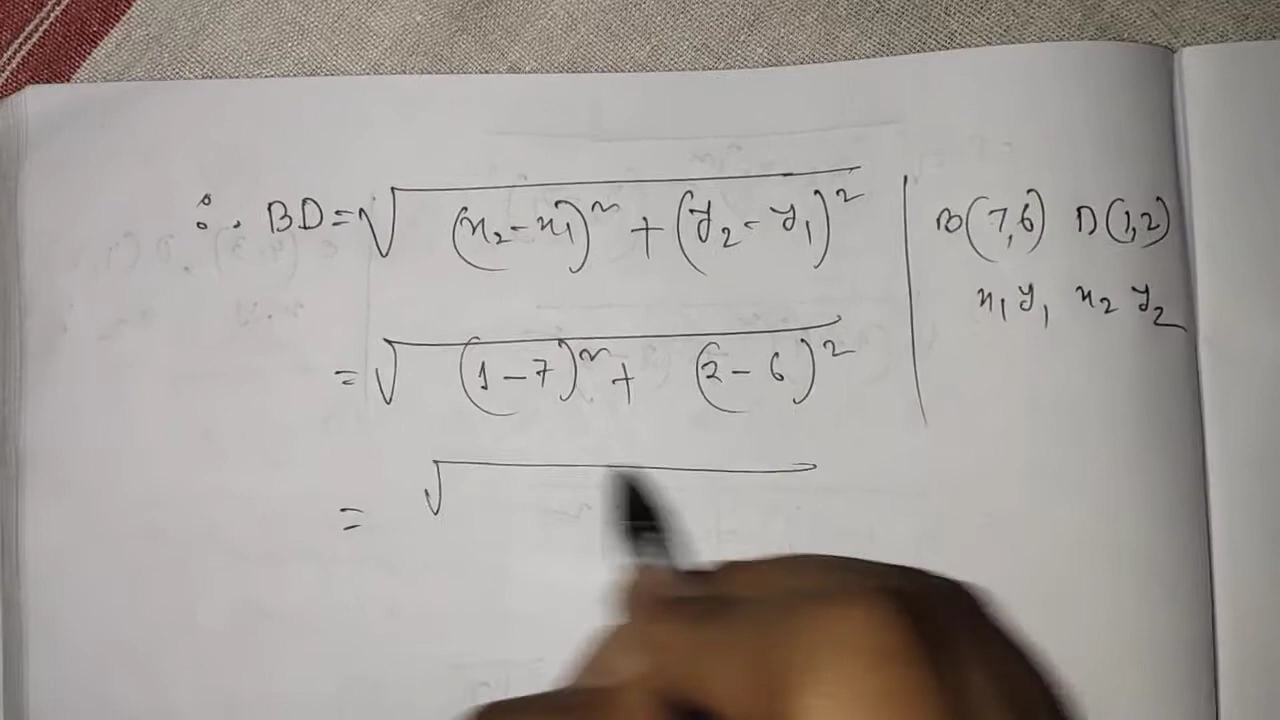 ∴ BD = √(x₂ - x₁)² + (y₂ - y₁)²
B(7,6) D(1,2)
x₁ y₁ x₂ y₂
= √(1 - 7)² + (2 - 6)²
= √